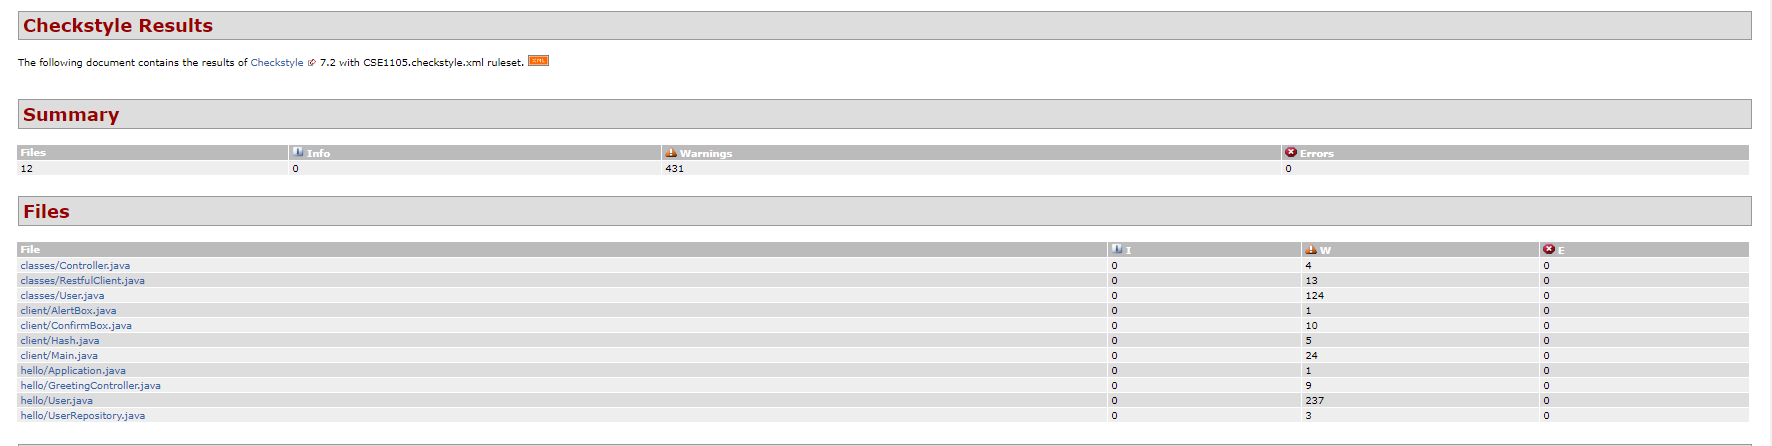 Checkstyle Results
The following document contains the results of Checkstyle 7.2 with CSE1105.checkstyle.xml ruleset. XML
Summary
Files Info Warnings Errors
12 0 431 0
Files
File I W E
classes/Controller.java 0 4 0
classes/RestfulClient.java 0 13 0
classes/User.java 0 124 0
client/AlertBox.java 0 1 0
client/ConfirmBox.java 0 10 0
client/Hash.java 0 5 0
client/Main.java 0 24 0
hello/Application.java 0 1 0
hello/GreetingController.java 0 9 0
hello/User.java 0 237 0
hello/UserRepository.java 0 3 0